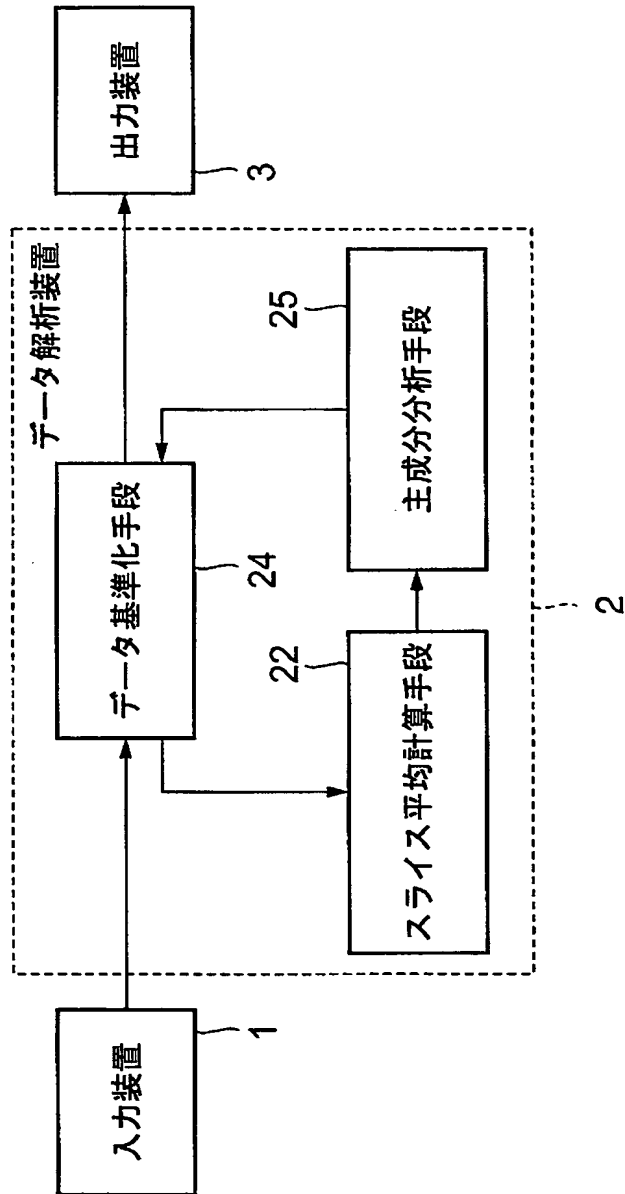 入力装置
1
データ解析装置
データ基準化手段
24
出力装置
3
スライス平均計算手段
22
主成分分析手段
25
2